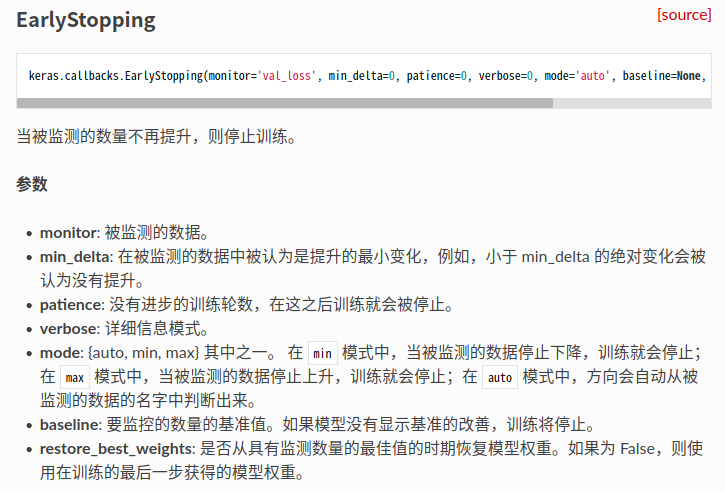 EarlyStopping
[source]
keras.callbacks.EarlyStopping(monitor='val_loss', min_delta=0, patience=0, verbose=0, mode='auto', baseline=None,
当被监测的数量不再提升，则停止训练。
参数
• monitor: 被监测的数据。
• min_delta: 在被监测的数据中被认为是提升的最小变化，例如，小于 min_delta 的绝对变化会被
认为没有提升。
• patience: 没有进步的训练轮数，在这之后训练就会被停止。
• verbose: 详细信息模式。
• mode: {auto, min, max} 其中之一。 在 min 模式中，当被监测的数据停止下降，训练就会停止；
在 max 模式中，当被监测的数据停止上升，训练就会停止；在 auto 模式中，方向会自动从被
监测的数据的名字中判断出来。
• baseline: 要监控的数量的基准值。如果模型没有显示基准的改善，训练将停止。
• restore_best_weights: 是否从具有监测数量的最佳值的时期恢复模型权重。如果为 False，则使
用在训练的最后一步获得的模型权重。